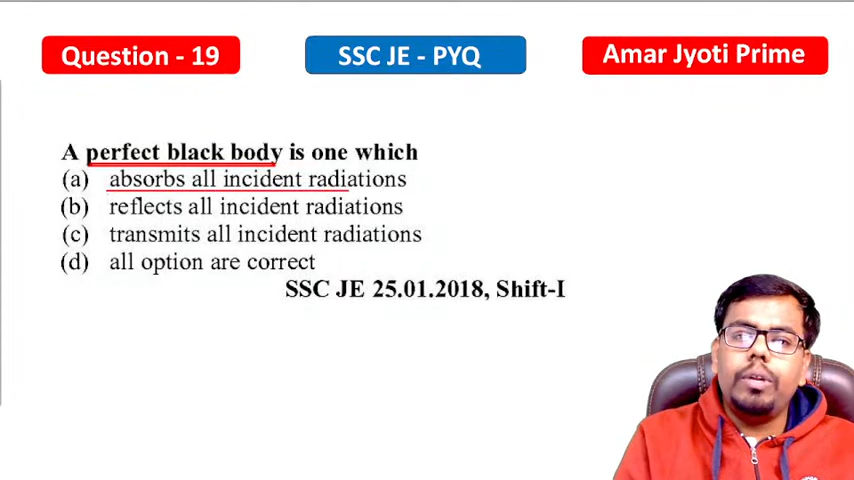 Question - 19
SSC JE - PYQ
Amar Jyoti Prime
A perfect black body is one which
(a) absorbs all incident radiations
(b) reflects all incident radiations
(c) transmits all incident radiations
(d) all option are correct
SSC JE 25.01.2018, Shift-I